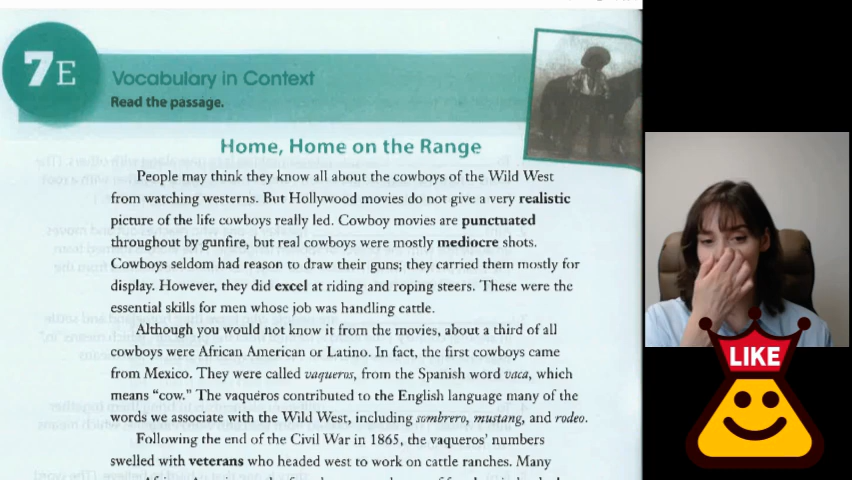 7E
Vocabulary in Context
Read the passage.
Home, Home on the Range
People may think they know all about the cowboys of the Wild West
from watching westerns. But Hollywood movies do not give a very realistic
picture of the life cowboys really led. Cowboy movies are punctuated
throughout by gunfire, but real cowboys were mostly mediocre shots.
Cowboys seldom had reason to draw their guns; they carried them mostly for
display. However, they did excel at riding and roping steers. These were the
essential skills for men whose job was handling cattle.
Although you would not know it from the movies, about a third of all
cowboys were African American or Latino. In fact, the first cowboys came
from Mexico. They were called vaqueros, from the Spanish word vaca, which
means "cow." The vaqueros contributed to the English language many of the
words we associate with the Wild West, including sombrero, mustang, and rodeo.
Following the end of the Civil War in 1865, the vaqueros' numbers
swelled with veterans who headed west to work on cattle ranches. Many
LIKE